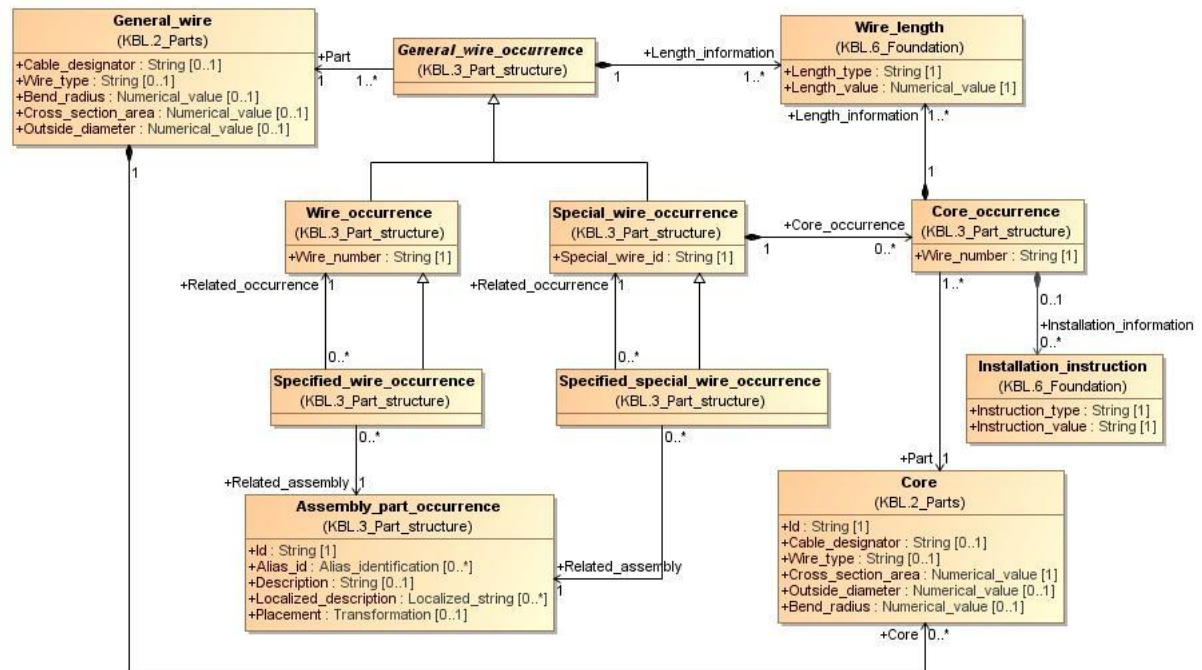 General_wire
(KBL.2_Parts)
+Cable_designator : String [0..1]
+Wire_type : String [0..1]
+Bend_radius : Numerical_value [0..1]
+Cross_section_area : Numerical_value [0..1]
+Outside_diameter : Numerical_value [0..1]
+Part
1
1..*
General_wire_occurrence
(KBL.3_Part_structure)
+Length_information
1
1..*
Wire_length
(KBL.6_Foundation)
+Length_type : String [1]
+Length_value : Numerical_value [1]
+Length_information
1..*
1
1
Wire_occurrence
(KBL.3_Part_structure)
+Wire_number : String [1]
Special_wire_occurrence
(KBL.3_Part_structure)
+Special_wire_id : String [1]
+Core_occurrence
1
0..*
Core_occurrence
(KBL.3_Part_structure)
+Wire_number : String [1]
+Related_occurrence
1
+Related_occurrence
1
1..*
0..1
+Installation_information
0..*
0..*
0..*
Specified_wire_occurrence
(KBL.3_Part_structure)
Specified_special_wire_occurrence
(KBL.3_Part_structure)
Installation_instruction
(KBL.6_Foundation)
+Instruction_type : String [1]
+Instruction_value : String [1]
0..*
0..*
+Related_assembly
1
+Part
1
Assembly_part_occurrence
(KBL.3_Part_structure)
+Id : String [1]
+Alias_id : Alias_identification [0..*]
+Description : String [0..1]
+Localized_description : Localized_string [0..*]
+Placement : Transformation [0..1]
+Related_assembly
1
Core
(KBL.2_Parts)
+Id : String [1]
+Cable_designator : String [0..1]
+Wire_type : String [0..1]
+Cross_section_area : Numerical_value [1]
+Outside_diameter : Numerical_value [0..1]
+Bend_radius : Numerical_value [0..1]
+Core
0..*